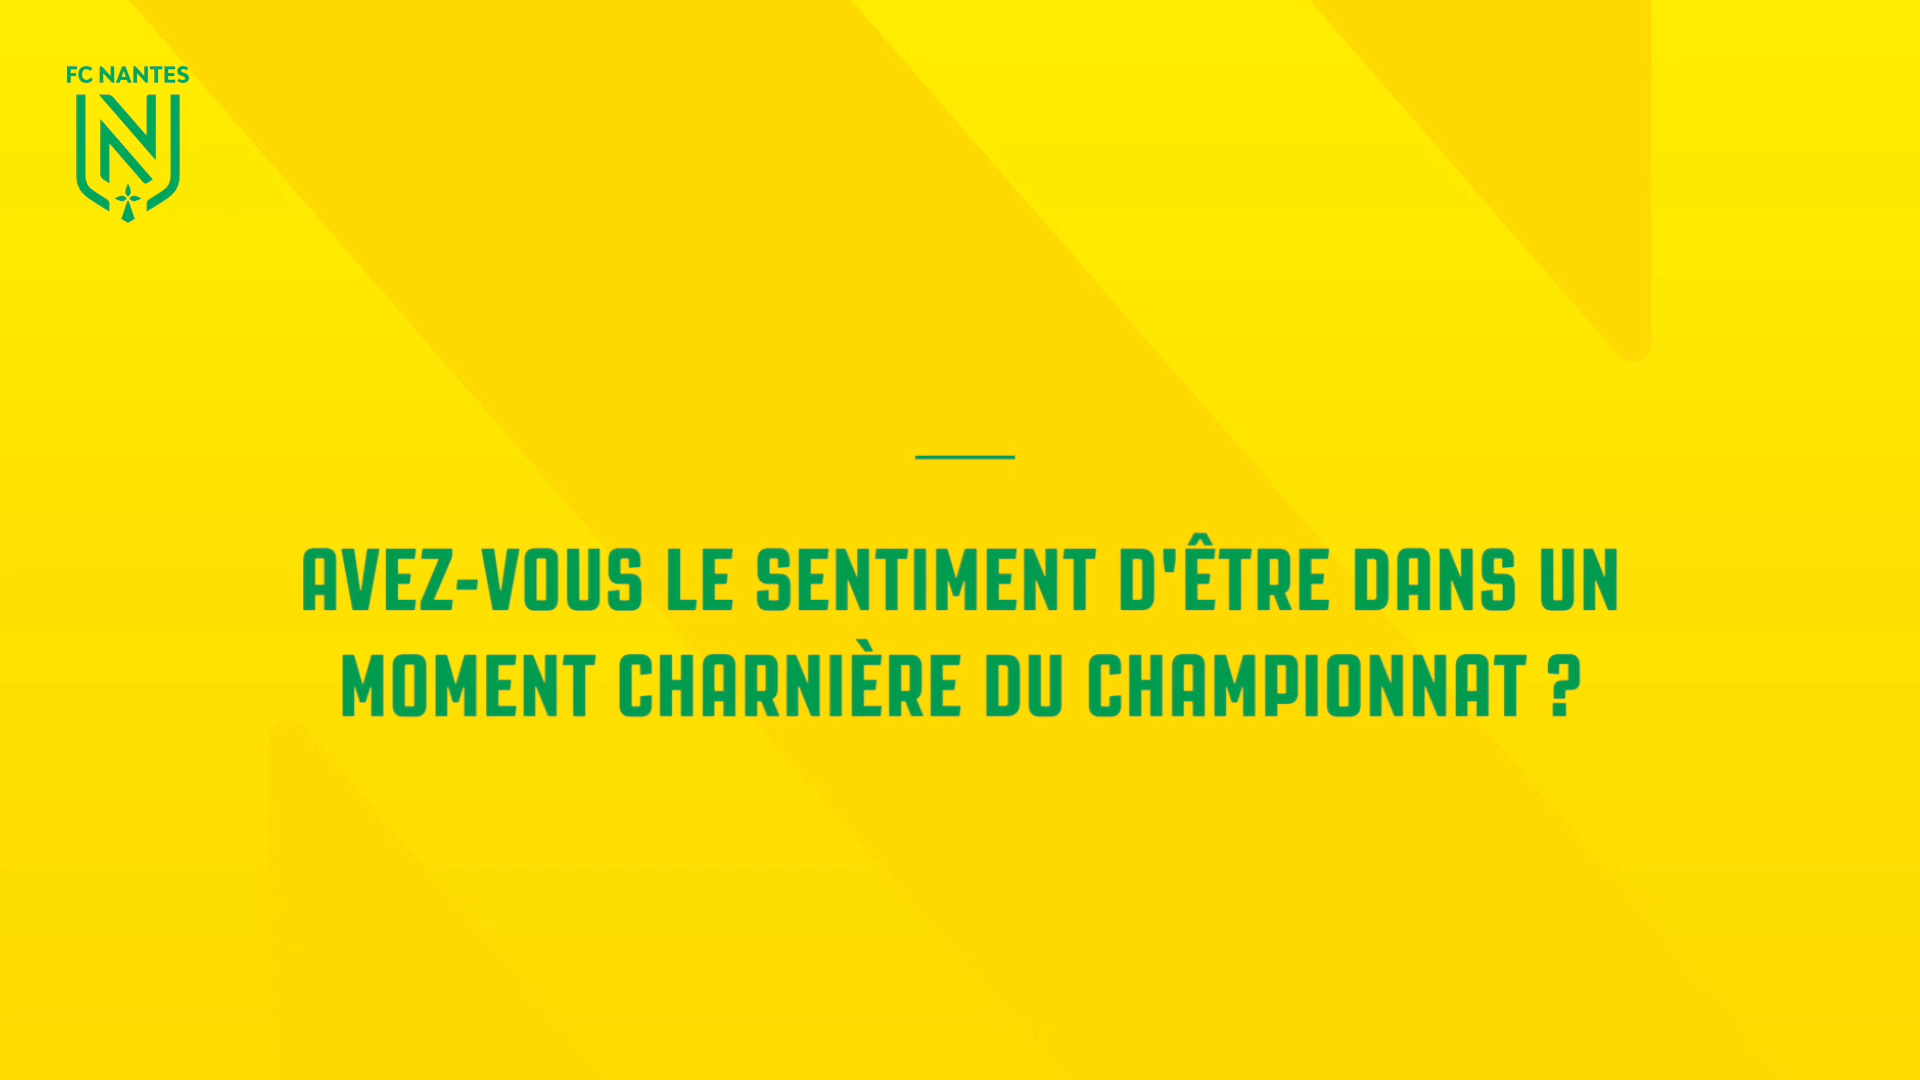 FC NANTES
AVEZ-VOUS LE SENTIMENT D'ÊTRE DANS UN
MOMENT CHARNIÈRE DU CHAMPIONNAT ?